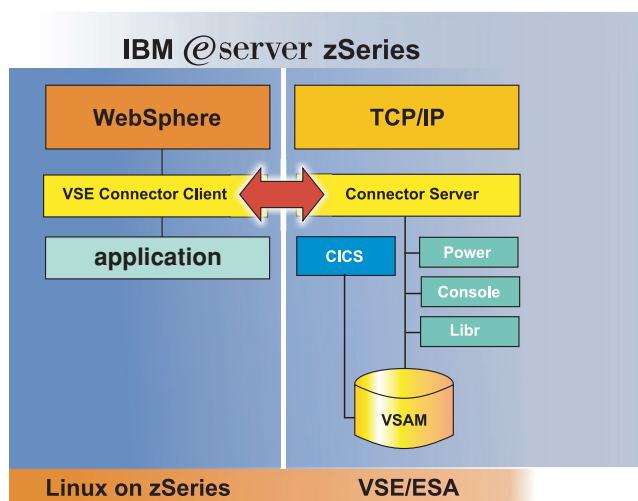 IBM @server zSeries
WebSphere
TCP/IP
VSE Connector Client
Connector Server
application
CICS
Power
Console
Libr
VSAM
Linux on zSeries
VSE/ESA